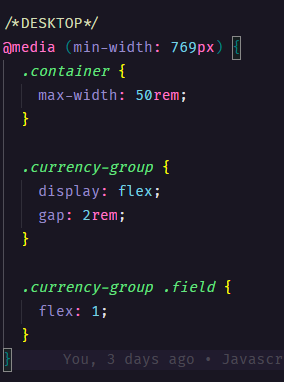 /*DESKTOP*/
@media (min-width: 769px) {
  .container {
    max-width: 50rem;
  }

  .currency-group {
    display: flex;
    gap: 2rem;
  }

  .currency-group .field {
    flex: 1;
  }
}     You, 3 days ago • Javascr